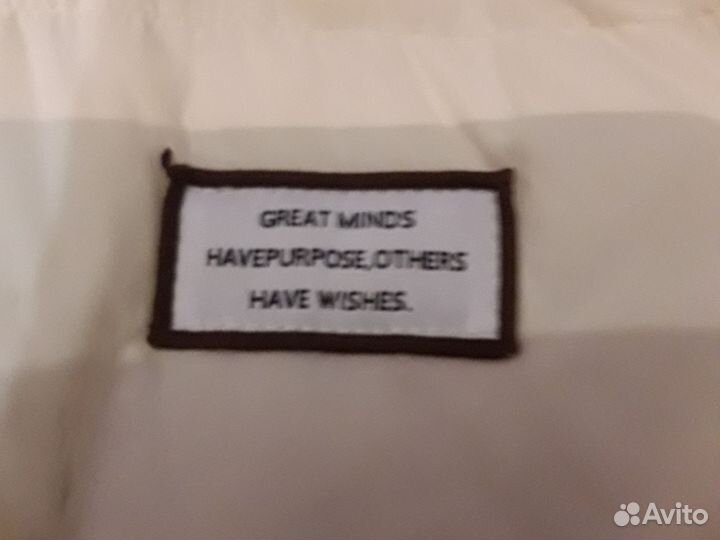 GREAT MINDS
HAVEPURPOSE,OTHERS
HAVE WISHES.
Avito